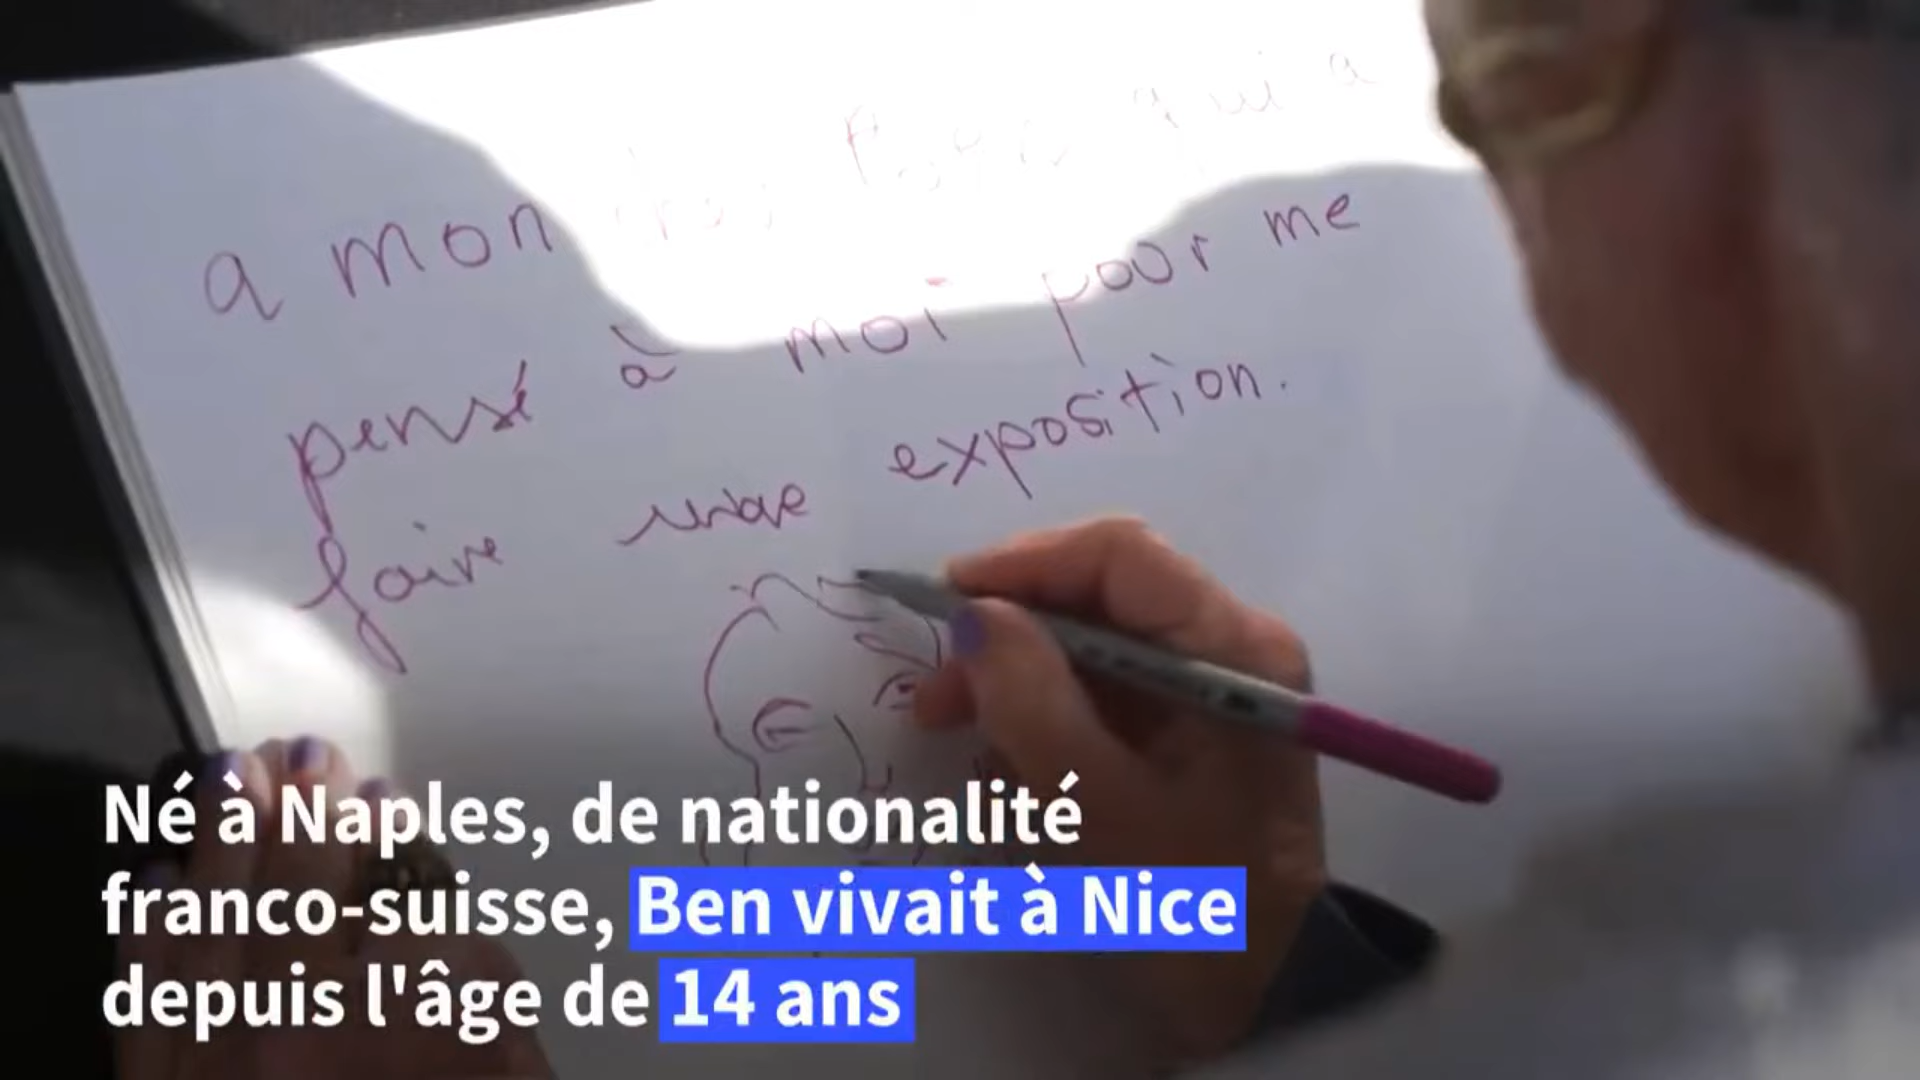 a mon qui a
pensé à moi pour me
faire une exposition.
Né à Naples, de nationalité
franco-suisse, Ben vivait à Nice
depuis l'âge de 14 ans